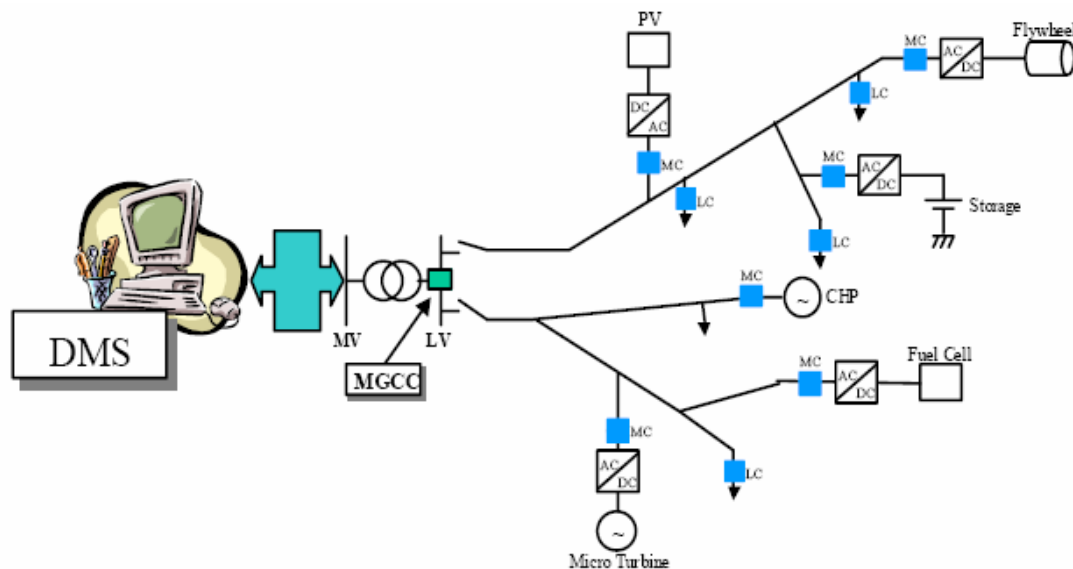 PV
DC
AC
MC
LC
MC
AC
DC
Flywheel
LC
MC
AC
DC
Storage
LC
DMS
MV
LV
MGCC
MC
~
CHP
MC
AC
DC
Fuel Cell
MC
AC
DC
~
Micro Turbine
LC